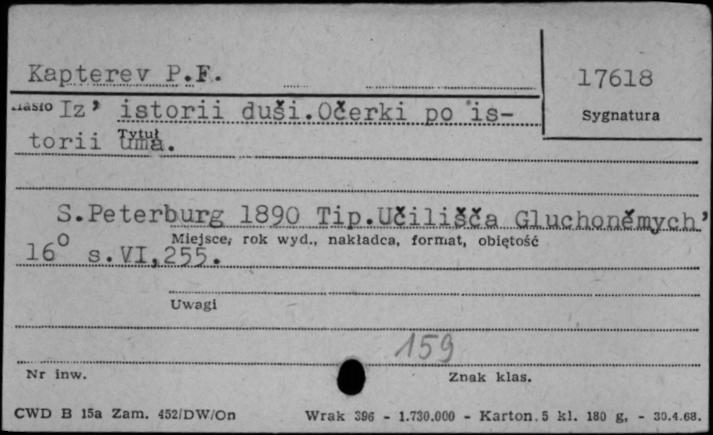 Kapterev P.F.
17618
Hasło Iz’ istorii duši.Očerki po is-
Sygnatura
torii uma.
Tytuł
S.Peterburg 1890 Tip.Učilišča Gluchoněmych’
Miejsce, rok wyd., nakładca, format, objętość
16° s.VI,255.
Uwagi
159
Nr inw.
Znak klas.
CWD B 15a Zam. 452/DW/On Wrak 396 - 1.730.000 - Karton.5 kl. 180 g. - 30.4.68.